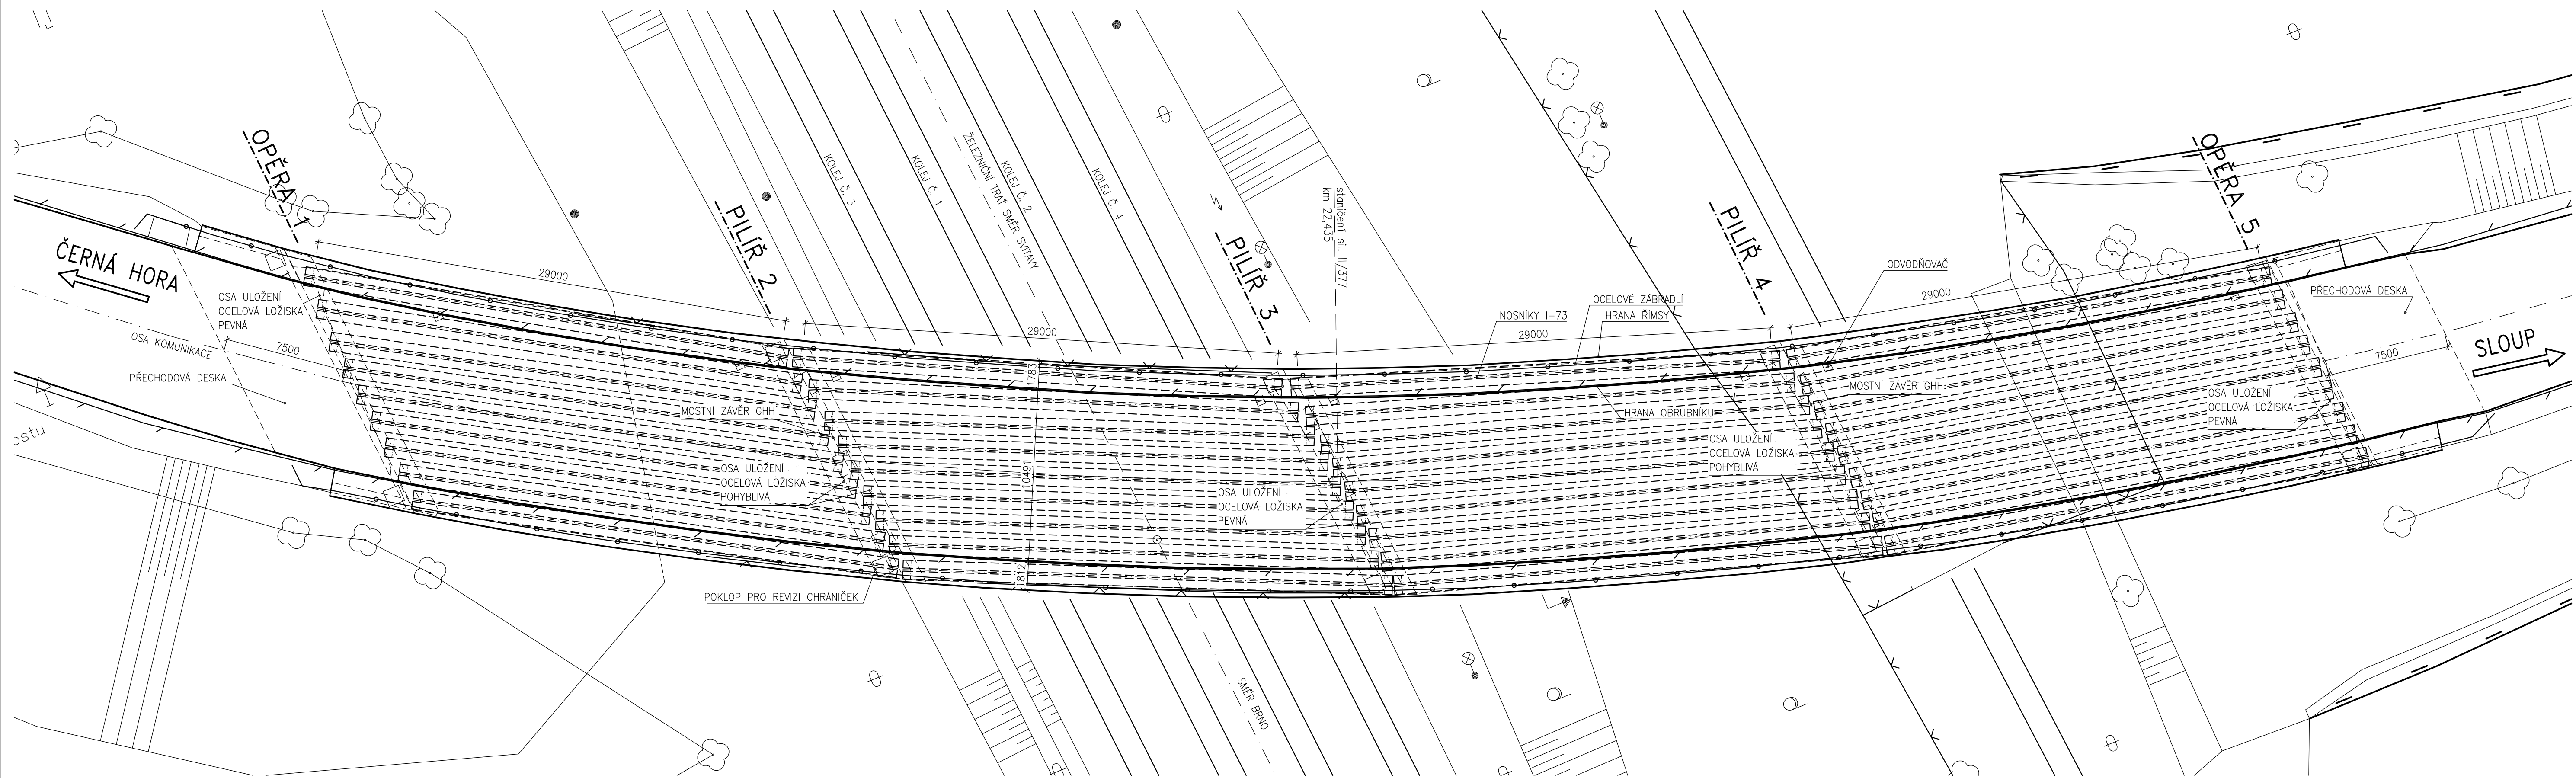 OPĚRA 1
PILÍŘ 2
PILÍŘ 3
PILÍŘ 4
OPĚRA 5
KOLEJ Č. 3
KOLEJ Č. 1
ŽELEZNIČNÍ TRAŤ SMĚR SVITAVY
KOLEJ Č. 2
KOLEJ Č. 4
staničení sil. II/377
km 22,435
ČERNÁ HORA
29000
29000
29000
29000
OSA ULOŽENÍ
OCELOVÁ LOŽISKA
PEVNÁ
OSA KOMUNIKACE
7500
PŘECHODOVÁ DESKA
NOSNÍKY I-73
OCELOVÉ ZÁBRADLÍ
HRANA ŘÍMSY
ODVODŇOVAČ
PŘECHODOVÁ DESKA
SLOUP
7500
1783
MOSTNÍ ZÁVĚR GHH
HRANA OBRUBNÍKU
MOSTNÍ ZÁVĚR GHH
OSA ULOŽENÍ
OCELOVÁ LOŽISKA
PEVNÁ
OSA ULOŽENÍ
OCELOVÁ LOŽISKA
POHYBLIVÁ
10491
OSA ULOŽENÍ
OCELOVÁ LOŽISKA
PEVNÁ
OSA ULOŽENÍ
OCELOVÁ LOŽISKA
POHYBLIVÁ
ostu
1812
POKLOP PRO REVIZI CHRÁNIČEK
SMĚR BRNO